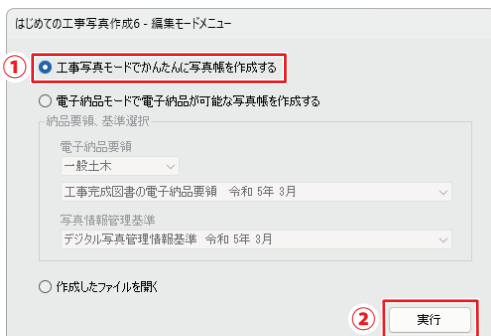 はじめての工事写真作成6 - 編集モードメニュー
① 工事写真モードでかんたんに写真帳を作成する
電子納品モードで電子納品が可能な写真帳を作成する
納品要領、基準選択
電子納品要領
一般土木
工事完成図書の電子納品要領 令和 5年 3月
写真情報管理基準
デジタル写真管理情報基準 令和 5年 3月
作成したファイルを開く
② 実行